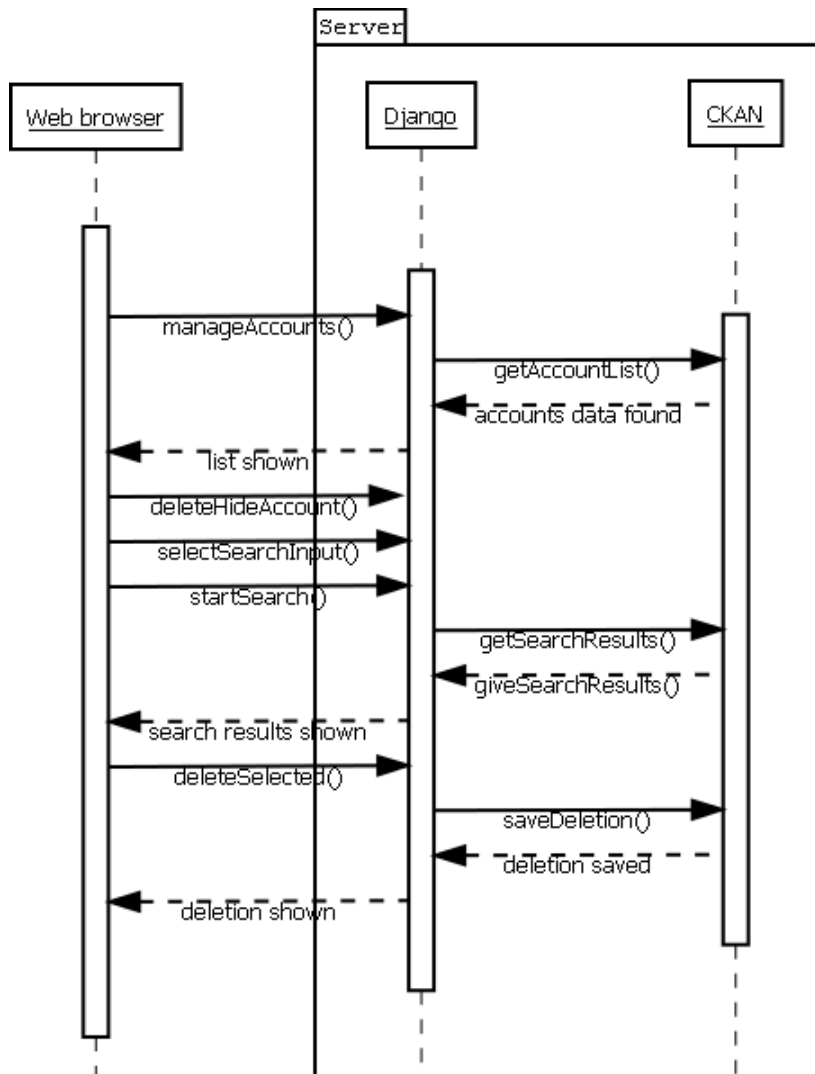 Server
Web browser
Django
CKAN
manageAccounts()
getAccountList()
accounts data found
list shown
deleteHideAccount()
selectSearchInput()
startSearch()
getSearchResults()
giveSearchResults()
search results shown
deleteSelected()
saveDeletion()
deletion saved
deletion shown